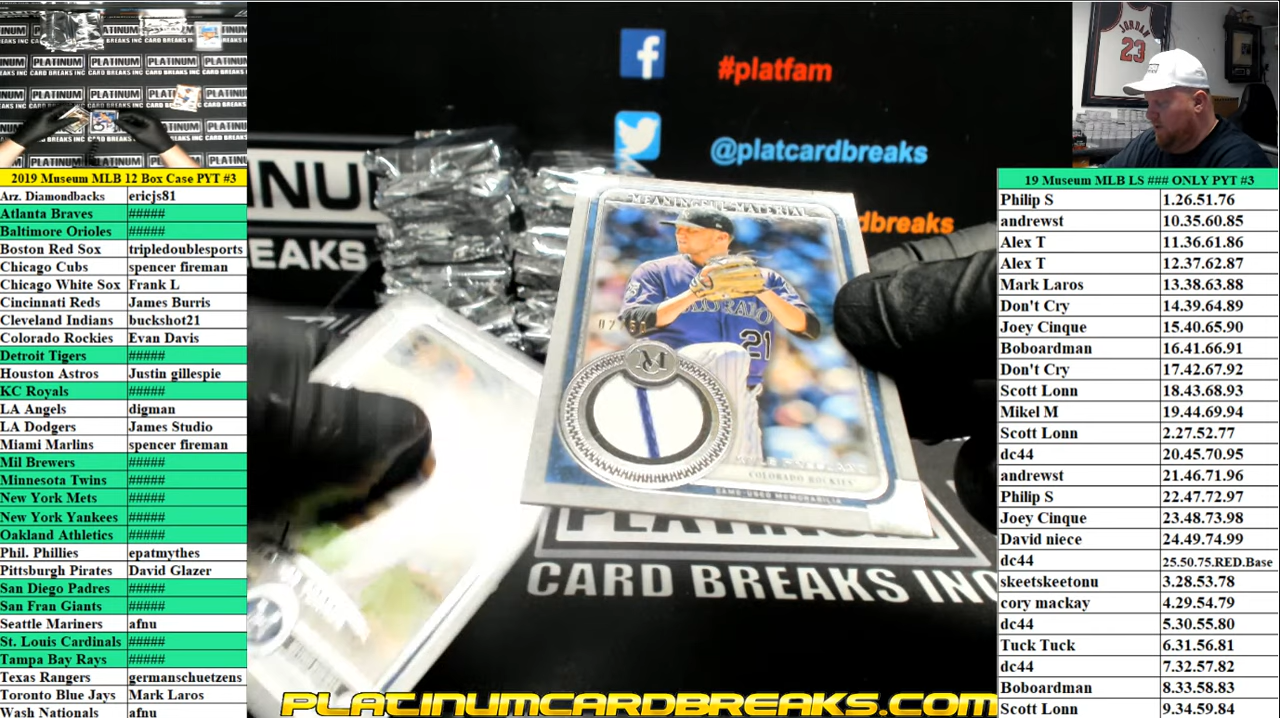 2019 Museum MLB 12 Box Case PYT #3
Arz. Diamondbacks ericjs81
Atlanta Braves #####
Baltimore Orioles #####
Boston Red Sox tripledoublesports
Chicago Cubs spencer fireman
Chicago White Sox Frank L
Cincinnati Reds James Burris
Cleveland Indians buckshot21
Colorado Rockies Evan Davis
Detroit Tigers #####
Houston Astros Justin gillespie
KC Royals #####
LA Angels digman
LA Dodgers James Studio
Miami Marlins spencer fireman
Mil Brewers #####
Minnesota Twins #####
New York Mets #####
New York Yankees #####
Oakland Athletics #####
Phil. Phillies epatmythes
Pittsburgh Pirates David Glazer
San Diego Padres #####
San Fran Giants #####
Seattle Mariners afnu
St. Louis Cardinals #####
Tampa Bay Rays #####
Texas Rangers germanschuetzens
Toronto Blue Jays Mark Laros
Wash Nationals afnu
#platfam
@platcardbreaks
breaks
NUM
EAKS
MEANINGFUL MATERIAL
COLORADO
21
M
COLORADO ROCKIES
GAME-USED MEMORABILIA
PLATINUM
CARD BREAKS INC
PLATINUMCARDBREAKS.COM
JORDAN
23
19 Museum MLB LS ### ONLY PYT #3
Philip S 1.26.51.76
andrewst 10.35.60.85
Alex T 11.36.61.86
Alex T 12.37.62.87
Mark Laros 13.38.63.88
Don't Cry 14.39.64.89
Joey Cinque 15.40.65.90
Boboardman 16.41.66.91
Don't Cry 17.42.67.92
Scott Lonn 18.43.68.93
Mikel M 19.44.69.94
Scott Lonn 2.27.52.77
dc44 20.45.70.95
andrewst 21.46.71.96
Philip S 22.47.72.97
Joey Cinque 23.48.73.98
David niece 24.49.74.99
dc44 25.50.75.RED.Base
skeetskeetonu 3.28.53.78
cory mackay 4.29.54.79
dc44 5.30.55.80
Tuck Tuck 6.31.56.81
dc44 7.32.57.82
Boboardman 8.33.58.83
Scott Lonn 9.34.59.84